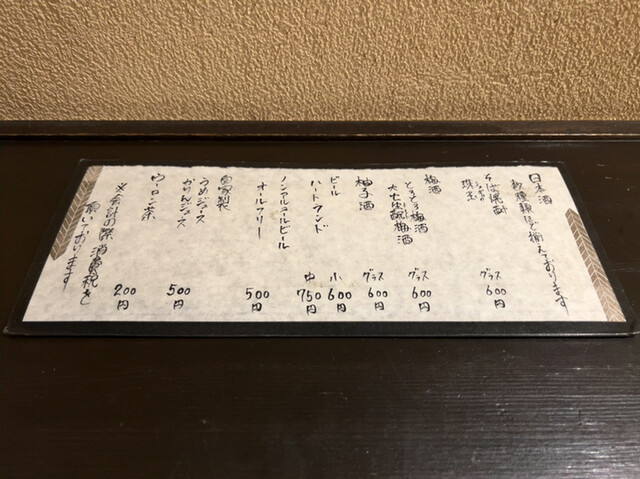 日本酒
数種類ほど揃えております
そば焼酎
珠玉
グラス
600円
梅酒
とろとろ梅酒
大七生酛梅酒
グラス
600円
柚子酒
グラス
600円
ビール
ハートランド
小
600円
中
750円
ノンアルコールビール
オールフリー
500円
自家製
うめジュース
かりんジュース
500円
ウーロン茶
200円
※会計の際 消費税を
頂いております!